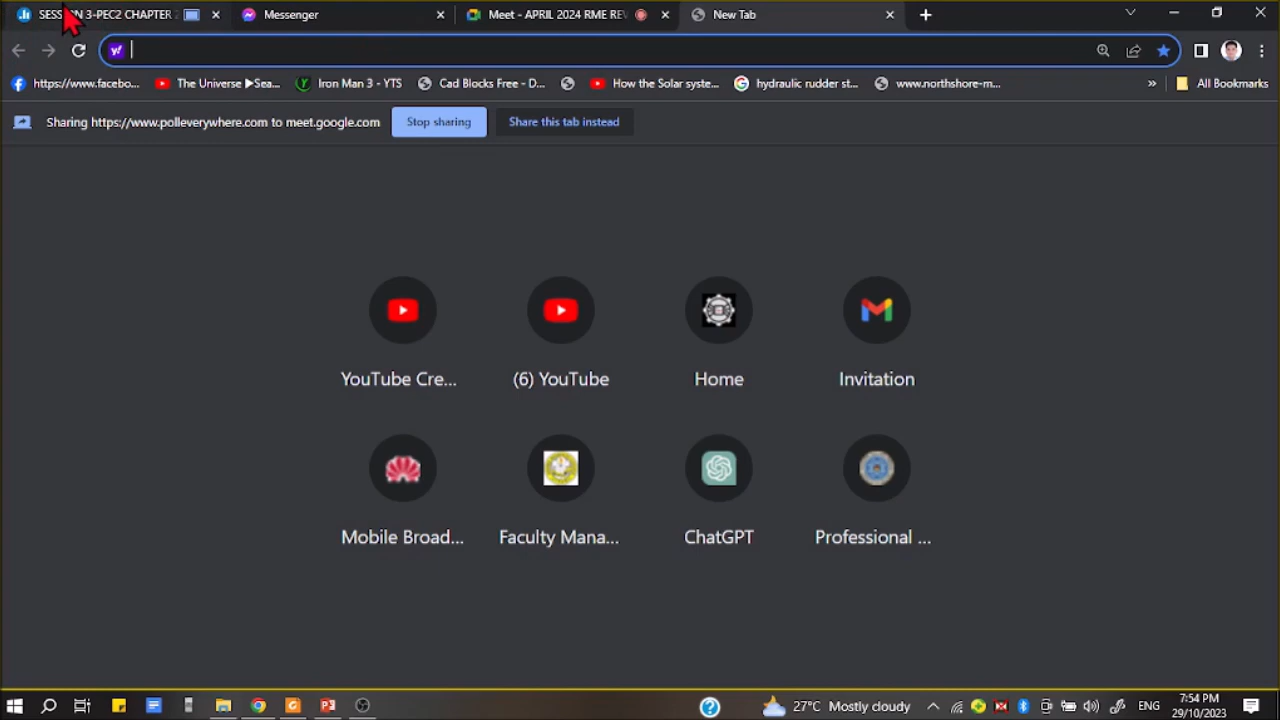 SESSION 3-PEC2 CHAPTER 2
Messenger
Meet - APRIL 2024 RME REV
New Tab
y!
https://www.facebo...
The Universe ▶Sea...
Iron Man 3 - YTS
Cad Blocks Free - D...
How the Solar syste...
hydraulic rudder st...
www.northshore-m...
»
All Bookmarks
Sharing https://www.polleverywhere.com to meet.google.com
Stop sharing
Share this tab instead
YouTube Cre...
(6) YouTube
Home
Invitation
Mobile Broad...
Faculty Mana...
ChatGPT
Professional ...
27°C Mostly cloudy
ENG
7:54 PM
29/10/2023